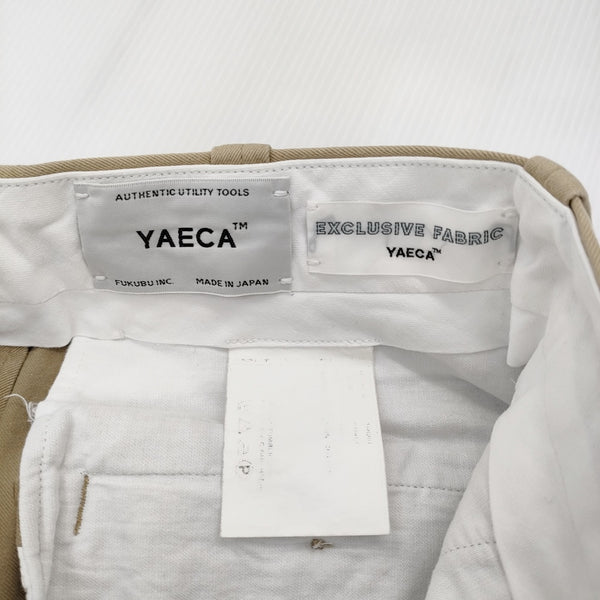 AUTHENTIC UTILITY TOOLS
YAECA™
FUKUBU INC. MADE IN JAPAN
EXCLUSIVE FABRIC
YAECA™